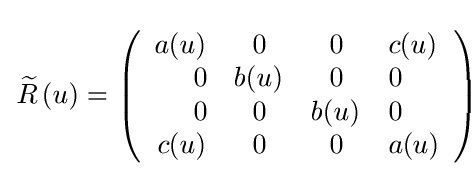 a(u) 0 0 c(u)
0 b(u) 0 0
R̃ (u) =
0 0 b(u) 0
c(u) 0 0 a(u)